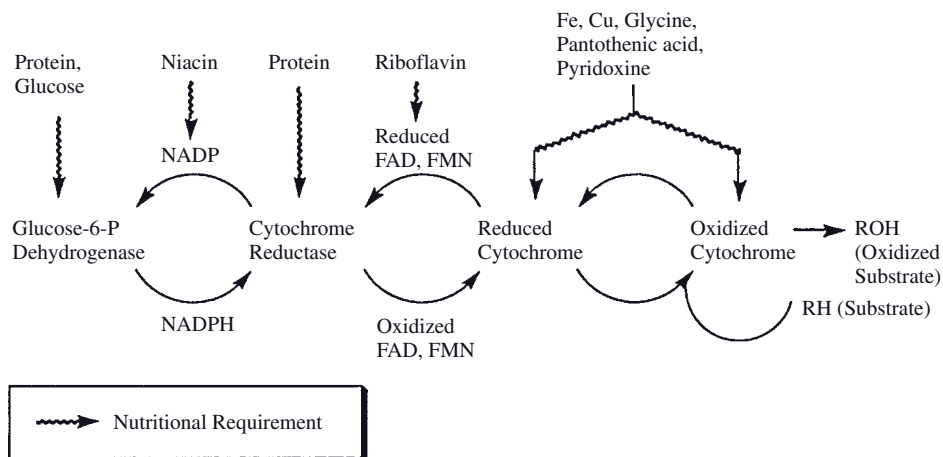 Fe, Cu, Glycine,
Pantothenic acid,
Pyridoxine
Protein,
Glucose
Niacin
Protein
Riboflavin
NADP
Reduced
FAD, FMN
Glucose-6-P
Dehydrogenase
Cytochrome
Reductase
Reduced
Cytochrome
Oxidized
Cytochrome
ROH
(Oxidized
Substrate)
RH (Substrate)
NADPH
Oxidized
FAD, FMN
Nutritional Requirement